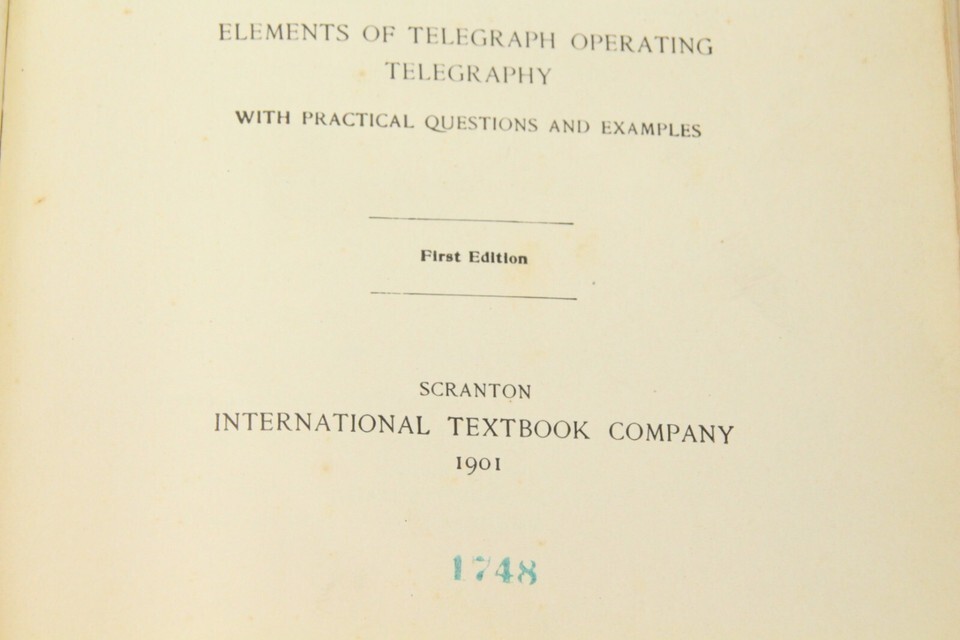 ELEMENTS OF TELEGRAPH OPERATING
TELEGRAPHY
WITH PRACTICAL QUESTIONS AND EXAMPLES
First Edition
SCRANTON
INTERNATIONAL TEXTBOOK COMPANY
1901
1748